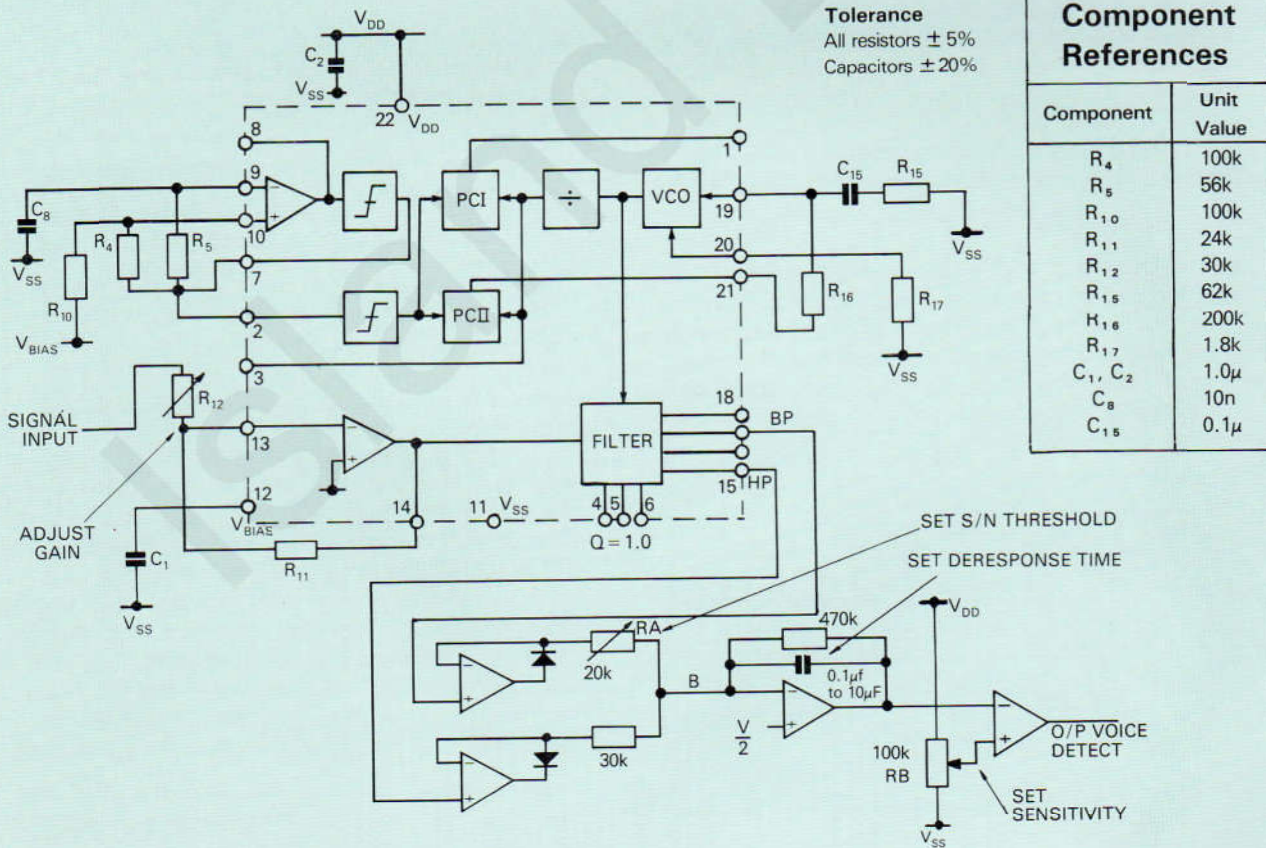 Tolerance
All resistors ± 5%
Capacitors ± 20%
Component
References
Component
Unit
Value
R4
100k
R5
56k
R10
100k
R11
24k
R12
30k
R15
62k
R16
200k
R17
1.8k
C1, C2
1.0µ
C8
10n
C15
0.1µ
VDD
C2
VSS
22
VDD
8
9
10
7
2
3
13
12
VBIAS
14
11
VSS
1
19
20
21
18
15
4
5
6
C8
VSS
R4
R5
R10
VBIAS
PCI
÷
VCO
PCII
C15
R15
VSS
R16
R17
VSS
R12
SIGNAL
INPUT
ADJUST
GAIN
C1
VSS
R11
FILTER
BP
HP
Q = 1.0
SET S/N THRESHOLD
SET DERESPONSE TIME
RA
20k
30k
B
470k
0.1µf
to 10µF
V
2
VDD
100k
RB
VSS
O/P VOICE
DETECT
SET
SENSITIVITY
Island